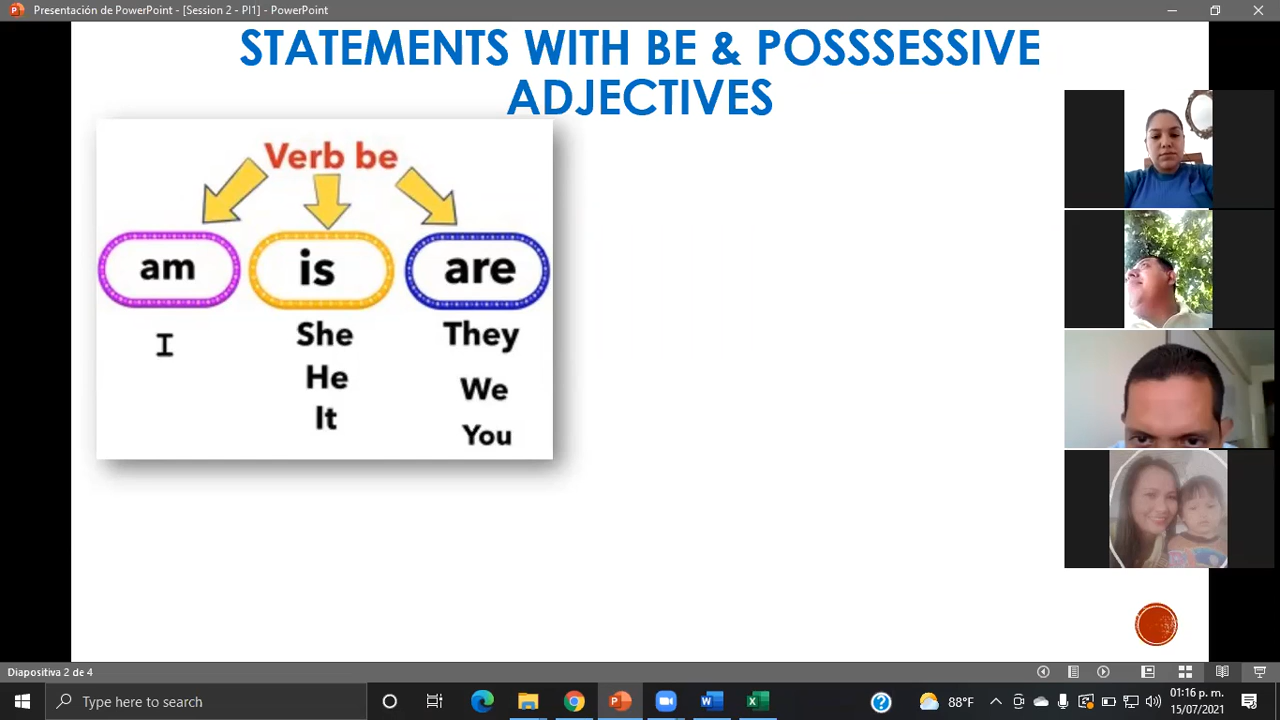 Presentación de PowerPoint - [Session 2 - PI1] - PowerPoint
STATEMENTS WITH BE & POSSSESSIVE
ADJECTIVES
Verb be
am
is
are
I
She
They
He
We
It
You
Diapositiva 2 de 4
Type here to search
88°F
01:16 p. m.
15/07/2021